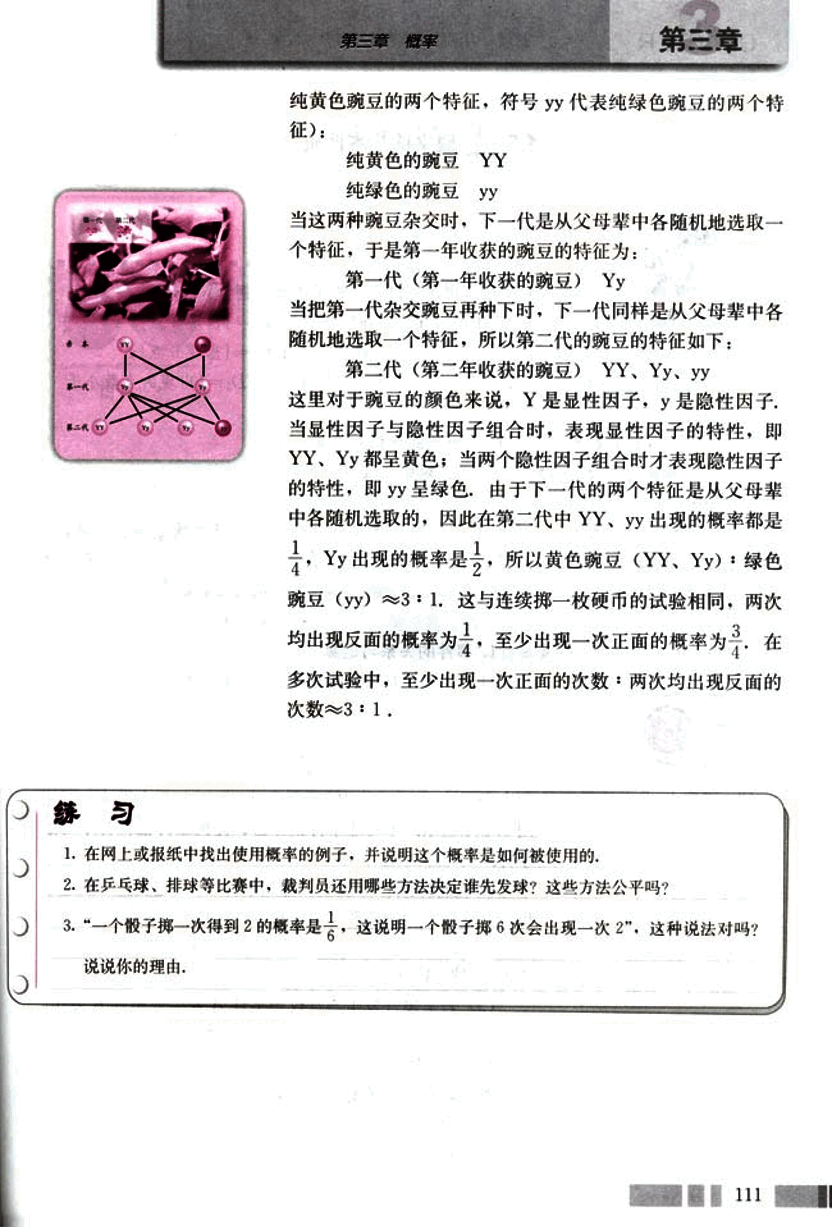 第三章 概率
第三章
纯黄色豌豆的两个特征，符号 yy 代表纯绿色豌豆的两个特
征）：
纯黄色的豌豆 YY
纯绿色的豌豆 yy
当这两种豌豆杂交时，下一代是从父母辈中各随机地选取一
个特征，于是第一年收获的豌豆的特征为：
第一代（第一年收获的豌豆） Yy
当把第一代杂交豌豆再种下时，下一代同样是从父母辈中各
随机地选取一个特征，所以第二代的豌豆的特征如下：
第二代（第二年收获的豌豆） YY、Yy、yy
这里对于豌豆的颜色来说，Y 是显性因子，y 是隐性因子.
当显性因子与隐性因子组合时，表现显性因子的特性，即
YY、Yy 都呈黄色；当两个隐性因子组合时才表现隐性因子
的特性，即 yy 呈绿色. 由于下一代的两个特征是从父母辈
中各随机选取的，因此在第二代中 YY、yy 出现的概率都是
1/4，Yy 出现的概率是1/2，所以黄色豌豆（YY、Yy）∶绿色
豌豆（yy）≈3∶1. 这与连续掷一枚硬币的试验相同，两次
均出现反面的概率为1/4，至少出现一次正面的概率为3/4. 在
多次试验中，至少出现一次正面的次数∶两次均出现反面的
次数≈3∶1.
第一代 第二代
亲本 YY
第一代 Yy Yy
第二代 YY Yy Yy
练 习
1. 在网上或报纸中找出使用概率的例子，并说明这个概率是如何被使用的.
2. 在乒乓球、排球等比赛中，裁判员还用哪些方法决定谁先发球？这些方法公平吗？
3. “一个骰子掷一次得到 2 的概率是1/6，这说明一个骰子掷 6 次会出现一次 2”，这种说法对吗？
说说你的理由.
111